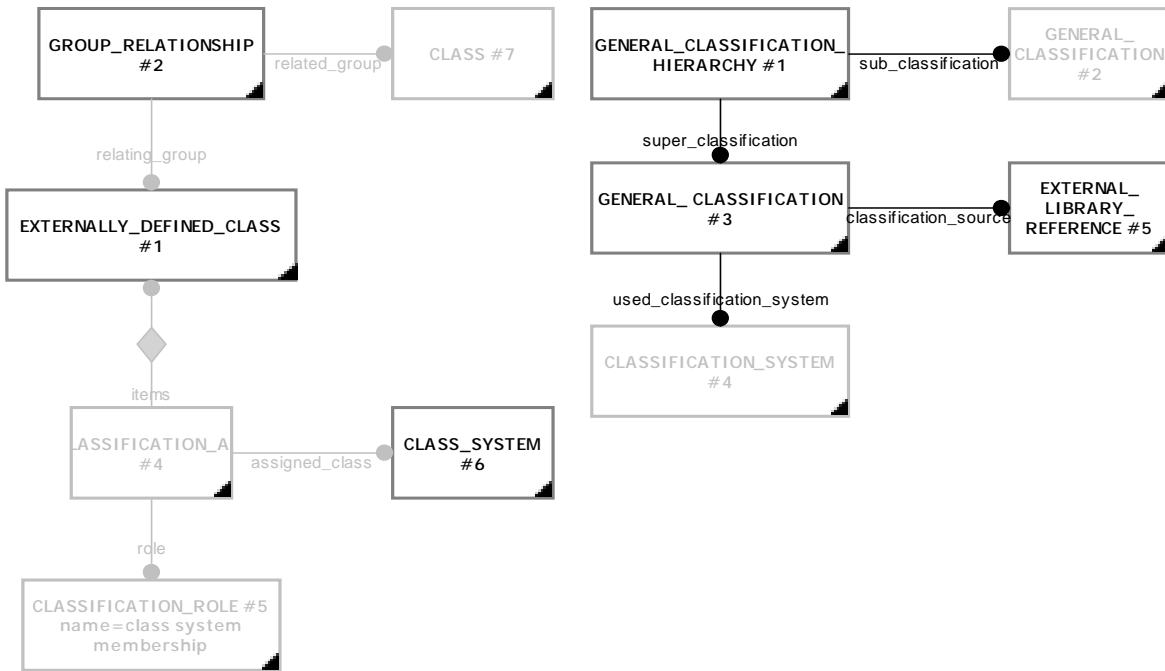 GROUP_RELATIONSHIP
#2
related_group
CLASS #7
relating_group
EXTERNALLY_DEFINED_CLASS
#1
items
LASSIFICATION_A
#4
assigned_class
CLASS_SYSTEM
#6
role
CLASSIFICATION_ROLE #5
name=class system
membership
GENERAL_CLASSIFICATION_
HIERARCHY #1
sub_classification
GENERAL_
CLASSIFICATION
#2
super_classification
GENERAL_ CLASSIFICATION
#3
classification_source
EXTERNAL_
LIBRARY_
REFERENCE #5
used_classification_system
CLASSIFICATION_SYSTEM
#4